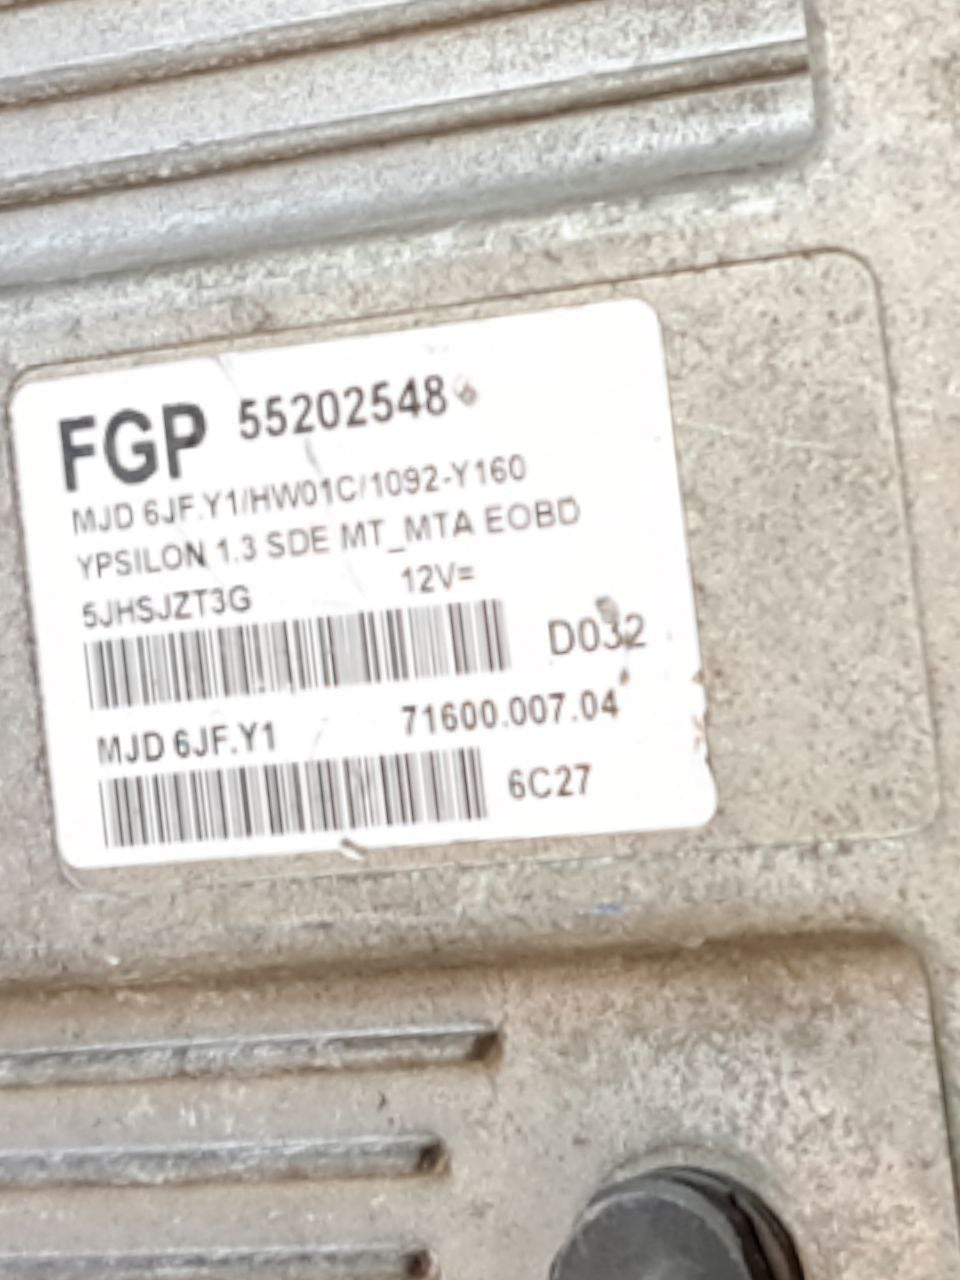 FGP 55202548
MJD 6JF.Y1/HW01C/1092-Y160
YPSILON 1.3 SDE MT_MTA EOBD
5JHSJZT3G 12V=
D032
MJD 6JF.Y1 71600.007.04
6C27